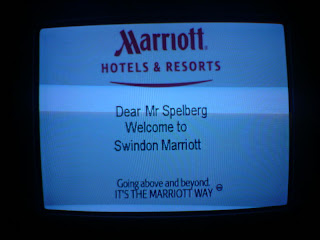 Marriott
HOTELS & RESORTS
Dear Mr Spelberg
Welcome to
Swindon Marriott
Going above and beyond.
IT'S THE MARRIOTT WAY